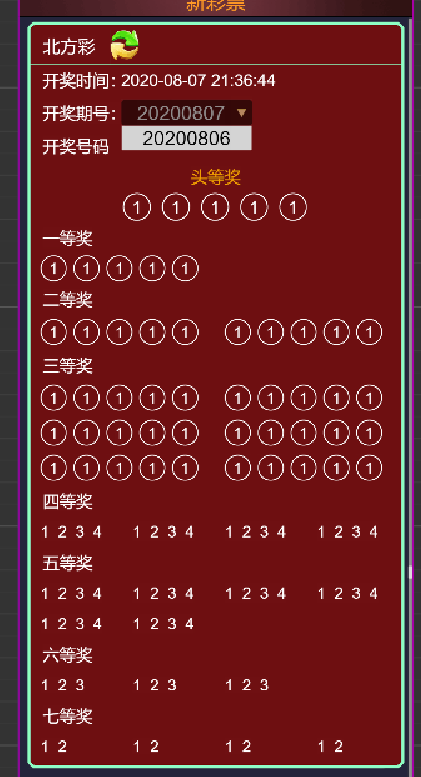 新彩票
北方彩
开奖时间：2020-08-07 21:36:44
开奖期号：20200807
20200806
开奖号码
头等奖
1 1 1 1 1
一等奖
1 1 1 1 1
二等奖
1 1 1 1 1 1 1 1 1 1
三等奖
1 1 1 1 1 1 1 1 1 1
1 1 1 1 1 1 1 1 1 1
1 1 1 1 1 1 1 1 1 1
四等奖
1 2 3 4 1 2 3 4 1 2 3 4 1 2 3 4
五等奖
1 2 3 4 1 2 3 4 1 2 3 4 1 2 3 4
1 2 3 4 1 2 3 4
六等奖
1 2 3 1 2 3 1 2 3
七等奖
1 2 1 2 1 2 1 2